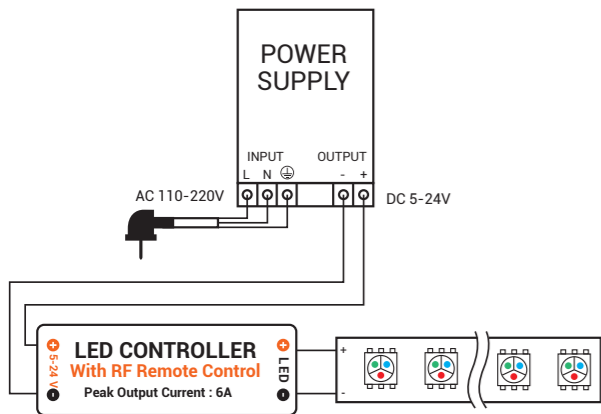 POWER
SUPPLY
INPUT OUTPUT
L N - +
AC 110-220V
DC 5-24V
+ 5-24 V -
LED CONTROLLER
With RF Remote Control
Peak Output Current : 6A
+ LED -
+
-